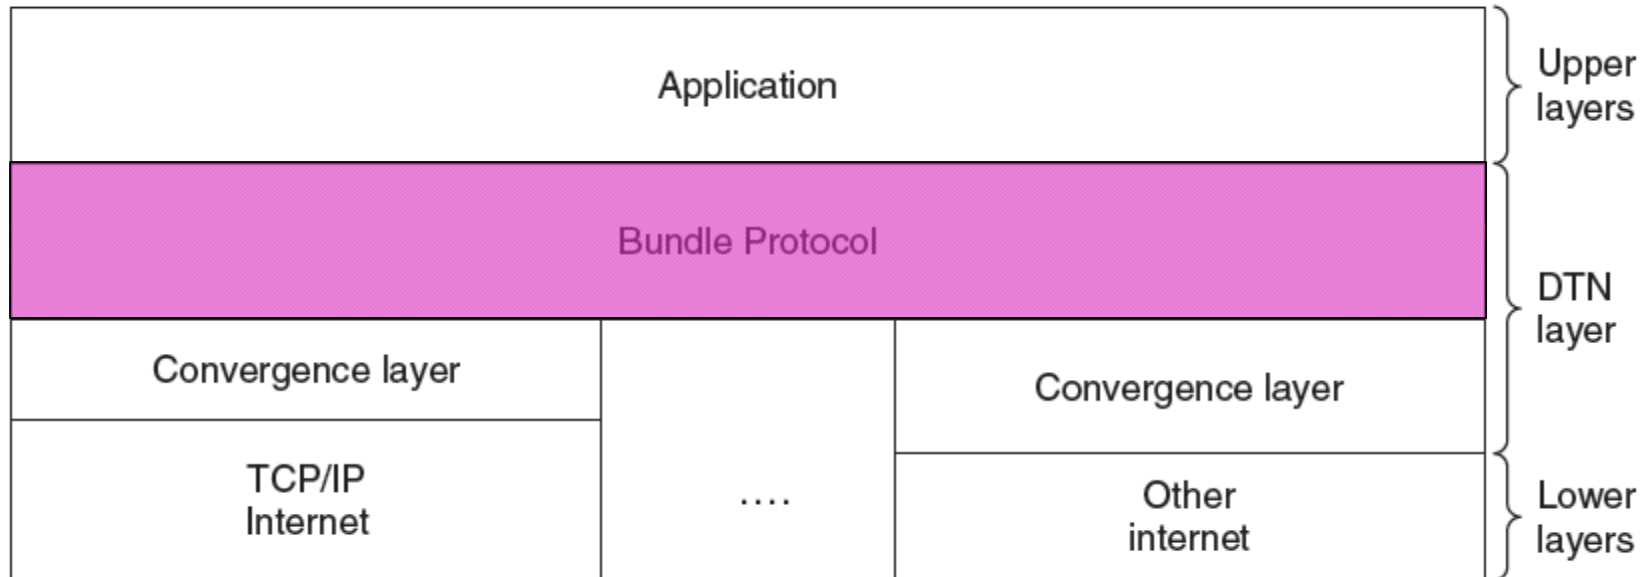 Application
Upper
layers
Bundle Protocol
DTN
layer
Convergence layer
Convergence layer
TCP/IP
Internet
....
Other
internet
Lower
layers